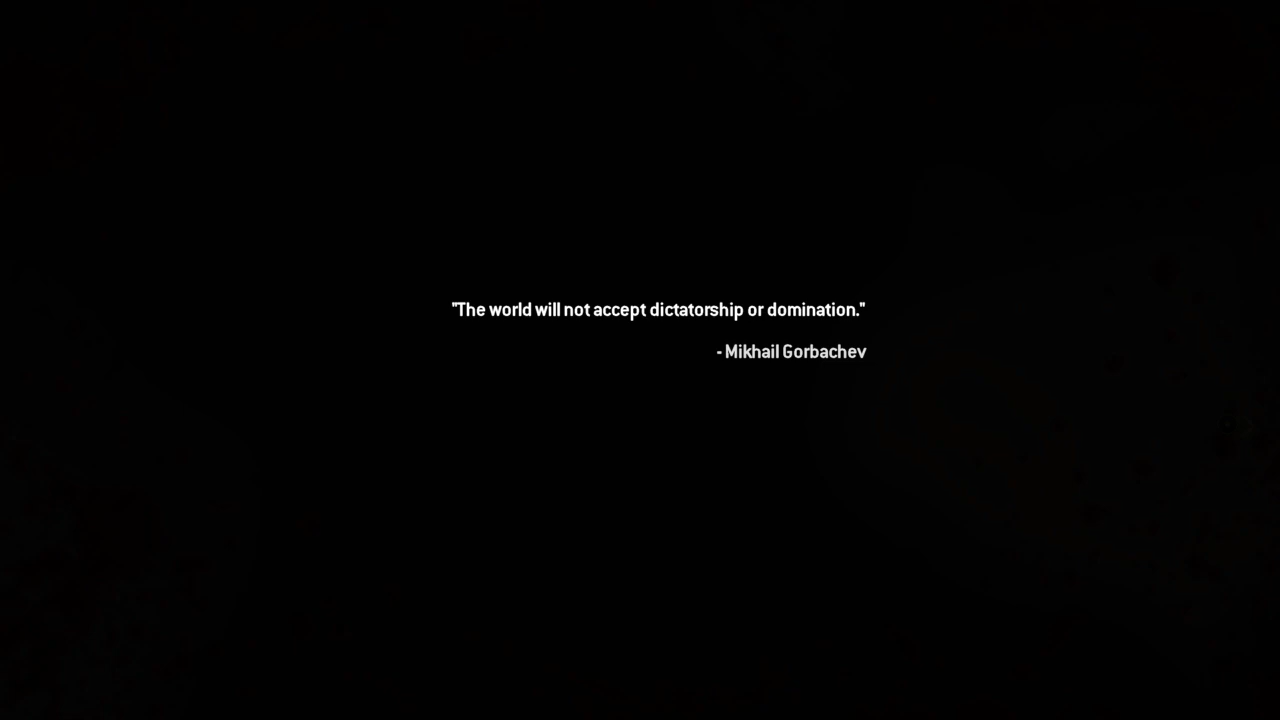 "The world will not accept dictatorship or domination."
- Mikhail Gorbachev